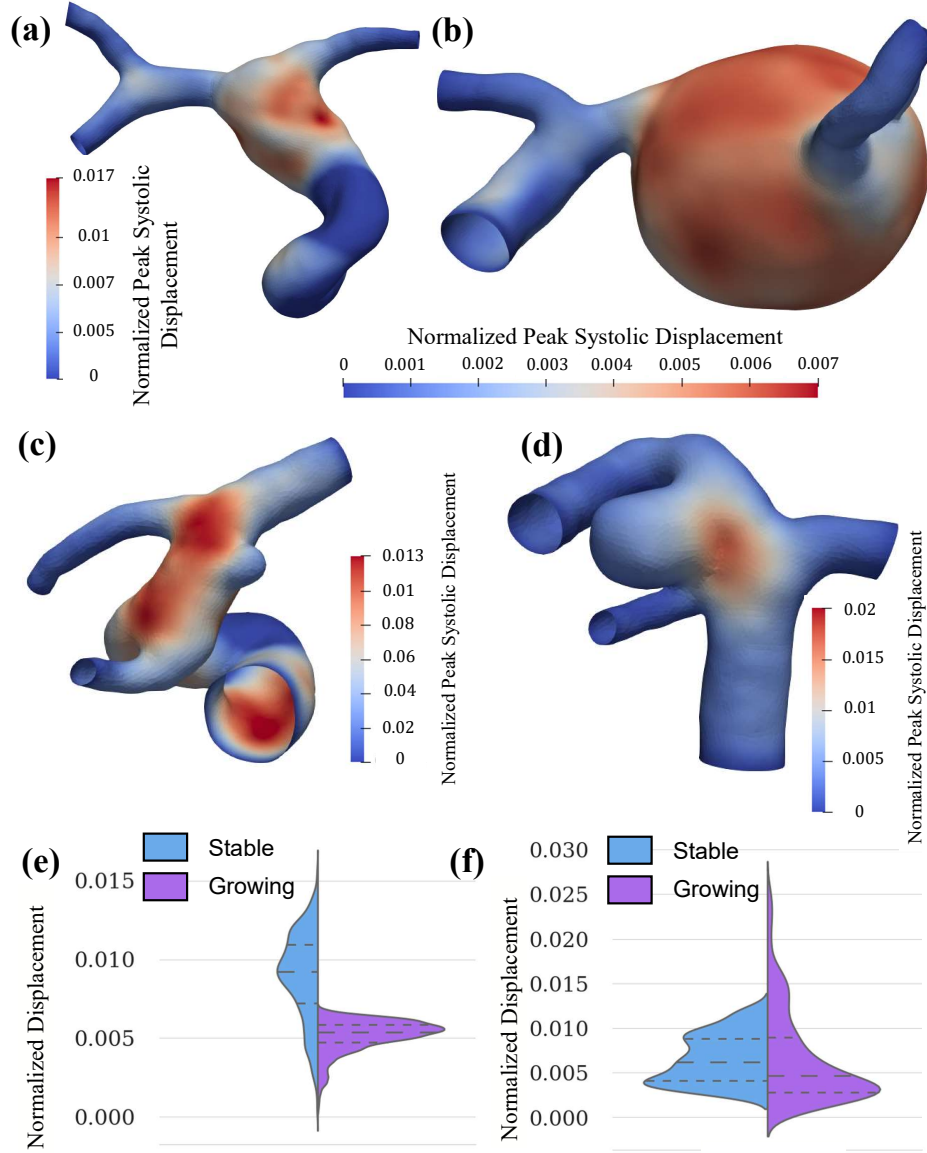 (a)
(b)
0.017
0.01
0.007
0.005
0
Normalized Peak Systolic
Displacement
Normalized Peak Systolic Displacement
0 0.001 0.002 0.003 0.004 0.005 0.006 0.007
(c)
(d)
0.013
0.01
0.08
0.06
0.04
0.02
0
Normalized Peak Systolic Displacement
0.02
0.015
0.01
0.005
0
Normalized Peak Systolic Displacement
(e)
Stable
Growing
0.015
0.010
0.005
0.000
Normalized Displacement
(f)
Stable
Growing
0.030
0.025
0.020
0.015
0.010
0.005
0.000
Normalized Displacement